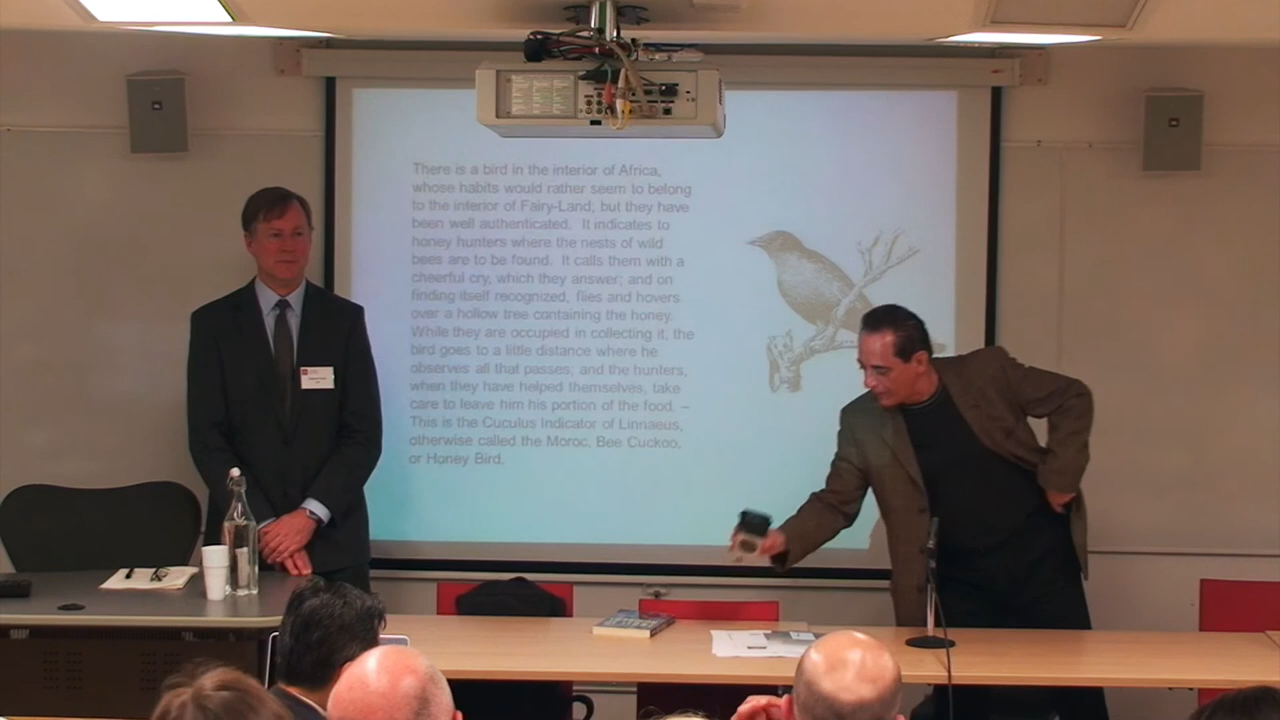 There is a bird in the interior of Africa,
whose habits would rather seem to belong
to the interior of Fairy-Land; but they have
been well authenticated. It indicates to
honey hunters where the nests of wild
bees are to be found. It calls them with a
cheerful cry, which they answer; and on
finding itself recognized, flies and hovers
over a hollow tree containing the honey.
While they are occupied in collecting it, the
bird goes to a little distance where he
observes all that passes; and the hunters,
when they have helped themselves, take
care to leave him his portion of the food. –
This is the Cuculus Indicator of Linnaeus,
otherwise called the Moroc, Bee Cuckoo,
or Honey Bird.